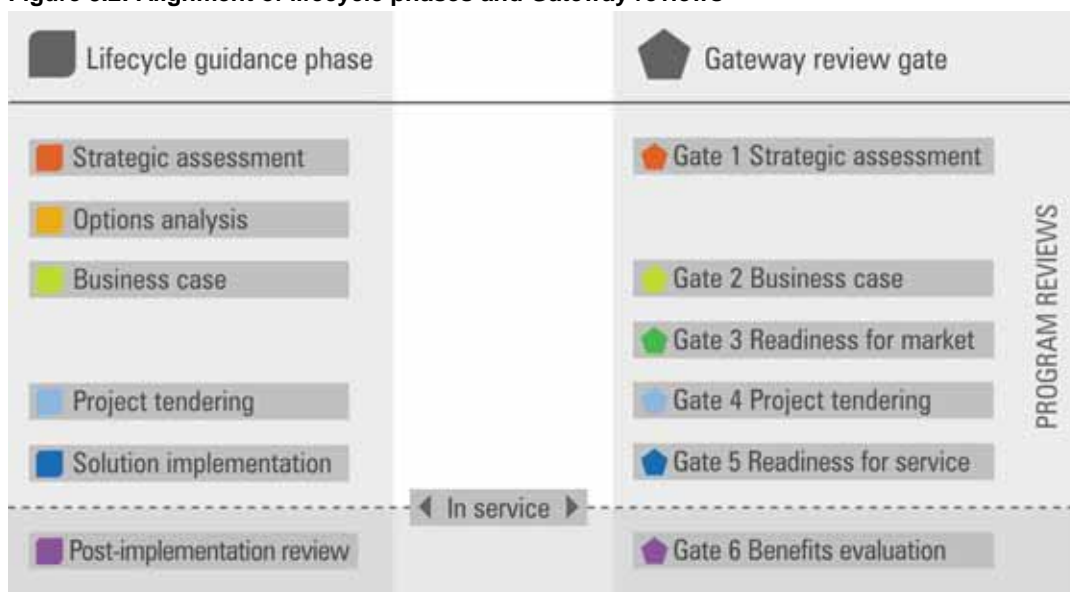 Lifecycle guidance phase
Gateway review gate
Strategic assessment
Gate 1 Strategic assessment
Options analysis
Business case
Gate 2 Business case
Gate 3 Readiness for market
Project tendering
Gate 4 Project tendering
Solution implementation
Gate 5 Readiness for service
PROGRAM REVIEWS
In service
Post-implementation review
Gate 6 Benefits evaluation